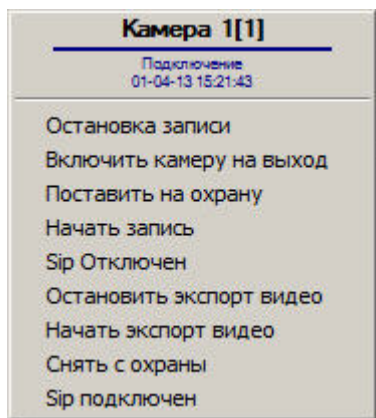 Камера 1[1]
Подключение
01-04-13 15:21:43
Остановка записи
Включить камеру на выход
Поставить на охрану
Начать запись
Sip Отключен
Остановить экспорт видео
Начать экспорт видео
Снять с охраны
Sip подключен